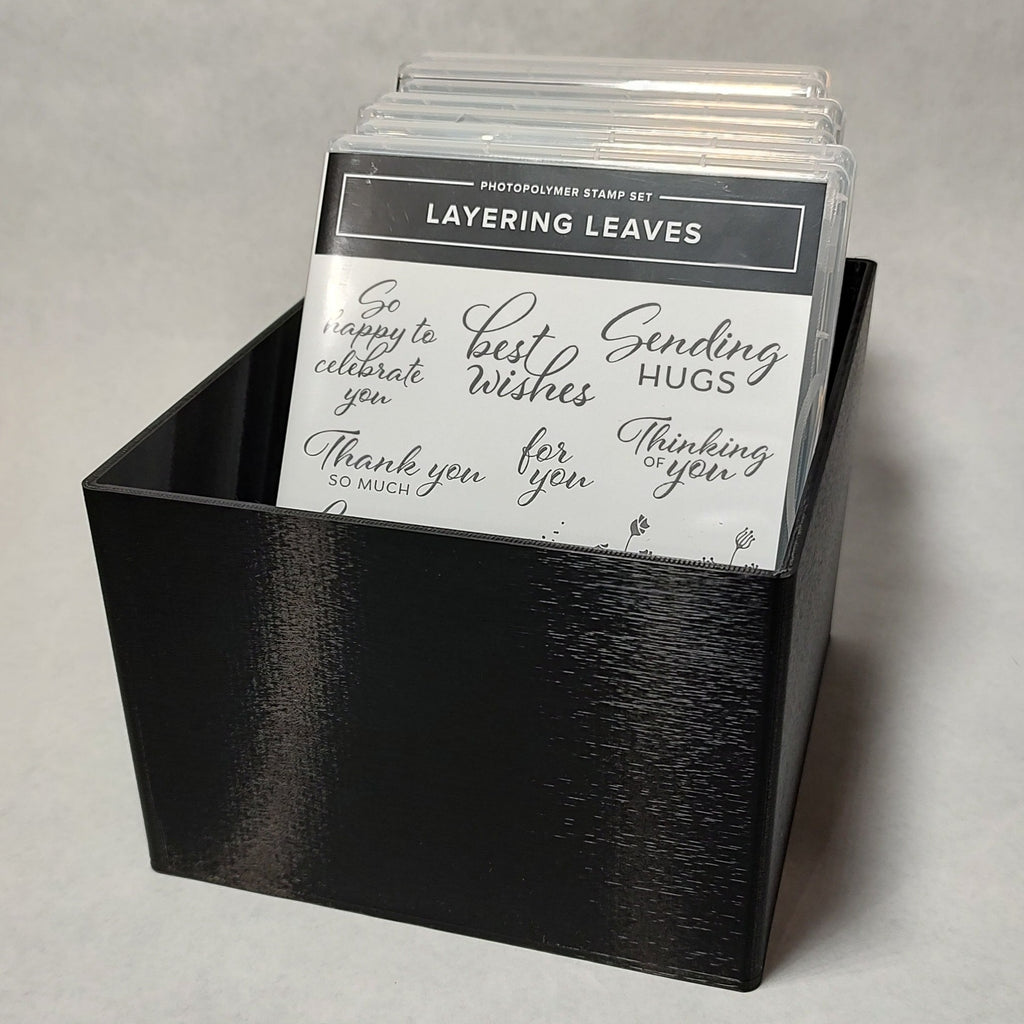 PHOTOPOLYMER STAMP SET
LAYERING LEAVES
So
happy to
celebrate
you
best
wishes
Sending
HUGS
Thank you
SO MUCH
for
you
Thinking
OF you